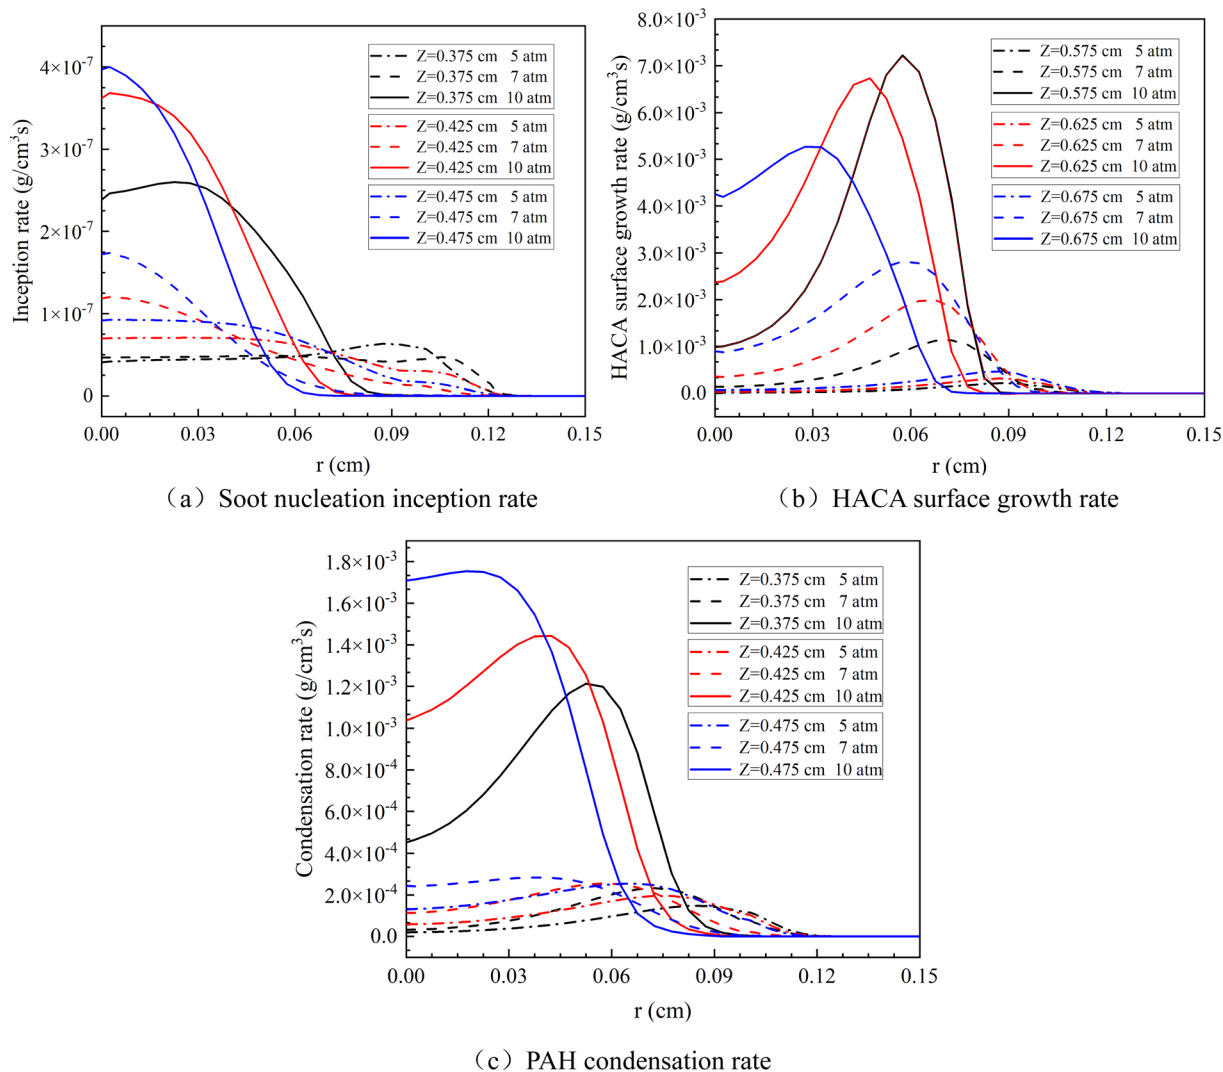 4×10⁻⁷
3×10⁻⁷
2×10⁻⁷
1×10⁻⁷
0
Inception rate (g/cm³s)
Z=0.375 cm 5 atm
Z=0.375 cm 7 atm
Z=0.375 cm 10 atm
Z=0.425 cm 5 atm
Z=0.425 cm 7 atm
Z=0.425 cm 10 atm
Z=0.475 cm 5 atm
Z=0.475 cm 7 atm
Z=0.475 cm 10 atm
0.00 0.03 0.06 0.09 0.12 0.15
r (cm)
（a）Soot nucleation inception rate
8.0×10⁻³
7.0×10⁻³
6.0×10⁻³
5.0×10⁻³
4.0×10⁻³
3.0×10⁻³
2.0×10⁻³
1.0×10⁻³
0.0
HACA surface growth rate (g/cm³s)
Z=0.575 cm 5 atm
Z=0.575 cm 7 atm
Z=0.575 cm 10 atm
Z=0.625 cm 5 atm
Z=0.625 cm 7 atm
Z=0.625 cm 10 atm
Z=0.675 cm 5 atm
Z=0.675 cm 7 atm
Z=0.675 cm 10 atm
0.00 0.03 0.06 0.09 0.12 0.15
r (cm)
（b）HACA surface growth rate
1.8×10⁻³
1.6×10⁻³
1.4×10⁻³
1.2×10⁻³
1.0×10⁻³
8.0×10⁻⁴
6.0×10⁻⁴
4.0×10⁻⁴
2.0×10⁻⁴
0.0
Condensation rate (g/cm³s)
Z=0.375 cm 5 atm
Z=0.375 cm 7 atm
Z=0.375 cm 10 atm
Z=0.425 cm 5 atm
Z=0.425 cm 7 atm
Z=0.425 cm 10 atm
Z=0.475 cm 5 atm
Z=0.475 cm 7 atm
Z=0.475 cm 10 atm
0.00 0.03 0.06 0.09 0.12 0.15
r (cm)
（c）PAH condensation rate